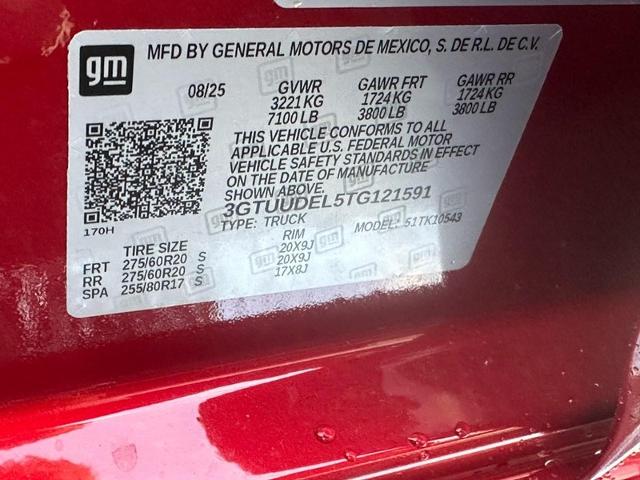 gm
MFD BY GENERAL MOTORS DE MEXICO, S. DE R.L. DE C.V.
08/25 GVWR GAWR FRT GAWR RR
3221 KG 1724 KG 1724 KG
7100 LB 3800 LB 3800 LB
THIS VEHICLE CONFORMS TO ALL
APPLICABLE U.S. FEDERAL MOTOR
VEHICLE SAFETY STANDARDS IN EFFECT
ON THE DATE OF MANUFACTURE
SHOWN ABOVE.
3GTUUDEL5TG121591
170H
TYPE: TRUCK MODEL: 51TK10543
TIRE SIZE RIM
FRT 275/60R20 S 20X9J
RR 275/60R20 S 20X9J
SPA 255/80R17 S 17X8J